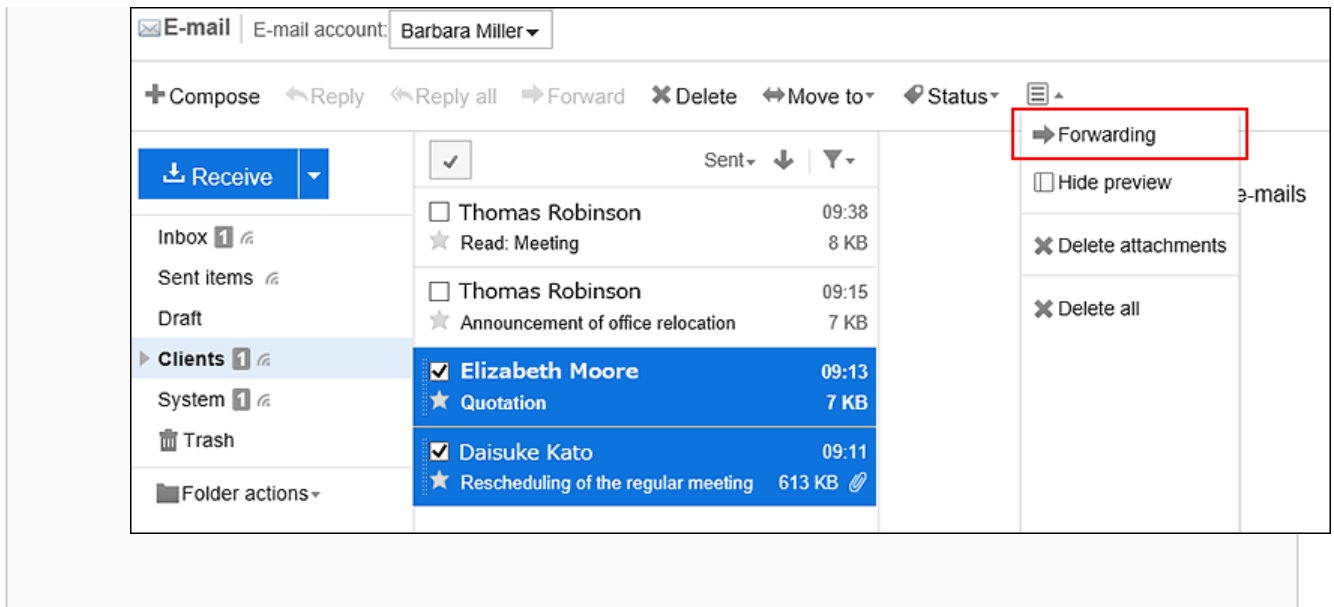 E-mail E-mail account: Barbara Miller
Compose Reply Reply all Forward Delete Move to Status
Forwarding
Hide preview
Delete attachments
Delete all
e-mails
Receive
Inbox 1
Sent items
Draft
Clients 1
System 1
Trash
Folder actions
Sent
Thomas Robinson 09:38
Read: Meeting 8 KB
Thomas Robinson 09:15
Announcement of office relocation 7 KB
Elizabeth Moore 09:13
Quotation 7 KB
Daisuke Kato 09:11
Rescheduling of the regular meeting 613 KB